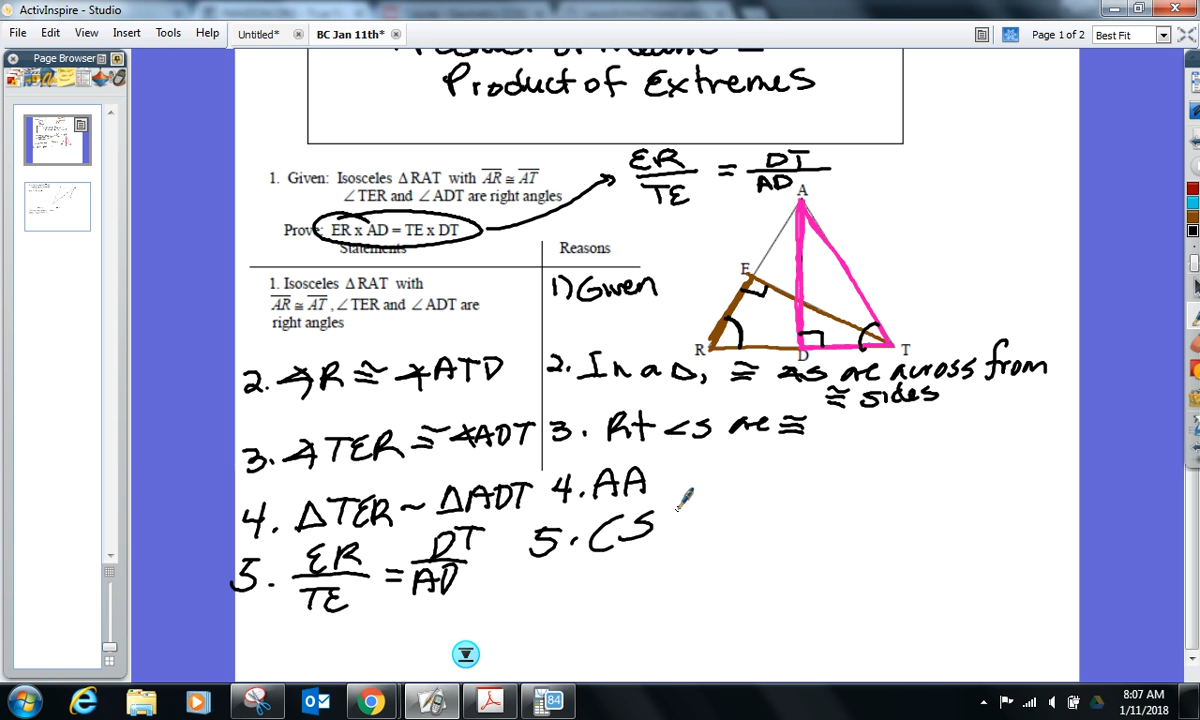 ActivInspire - Studio
File Edit View Insert Tools Help
Untitled* BC Jan 11th*
Page 1 of 2 Best Fit
Page Browser
Product of Extremes
1. Given: Isosceles Δ RAT with AR ≅ AT
∠TER and ∠ADT are right angles
Prove: ER x AD = TE x DT
ER/TE = DT/AD
Statements Reasons
1. Isosceles Δ RAT with
AR ≅ AT , ∠TER and ∠ADT are
right angles
1) Given
A
E
R D T
2. ∡R ≅ ∡ATD
2. In a Δ, ≅ ∡s are across from
≅ sides
3. ∡TER ≅ ∡ADT
3. Rt <s are ≅
4. ΔTER ~ ΔADT
4. AA
5. ER/TE = DT/AD
5. CS
84
8:07 AM
1/11/2018